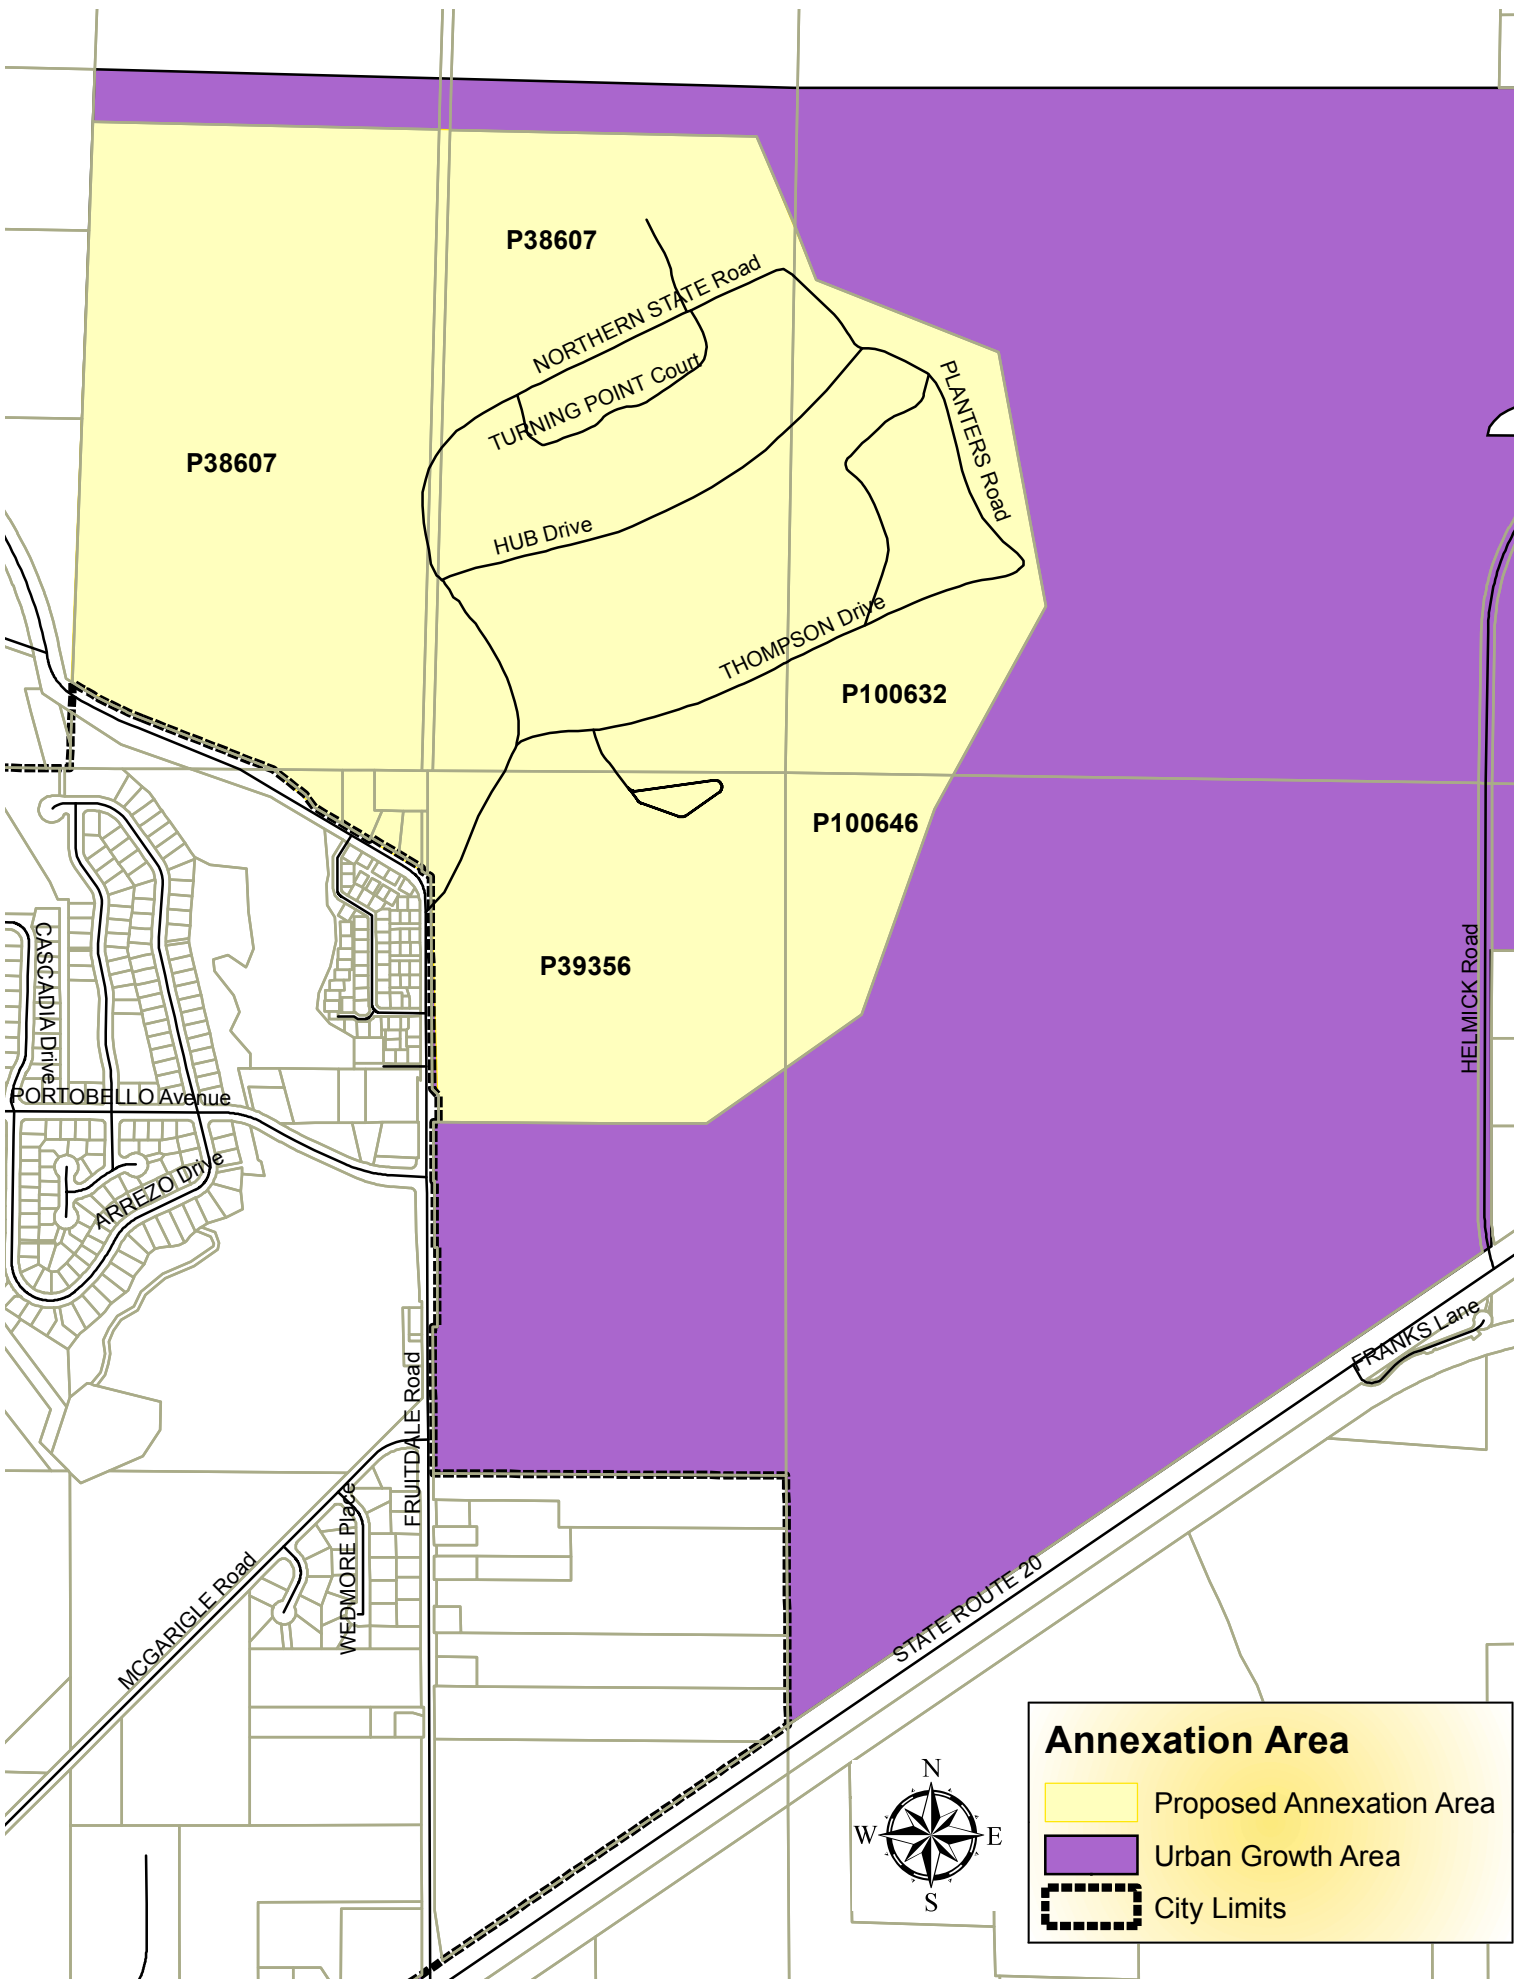 P38607
NORTHERN STATE Road
TURNING POINT Court
PLANTERS Road
P38607
HUB Drive
THOMPSON Drive
P100632
P100646
CASCADIA Drive
P39356
HELMICK Road
PORTOBELLO Avenue
ARREZO Drive
FRANKS Lane
FRUITDALE Road
WEDMORE Place
MCGARIGLE Road
STATE ROUTE 20
N
W
E
S
Annexation Area
Proposed Annexation Area
Urban Growth Area
City Limits